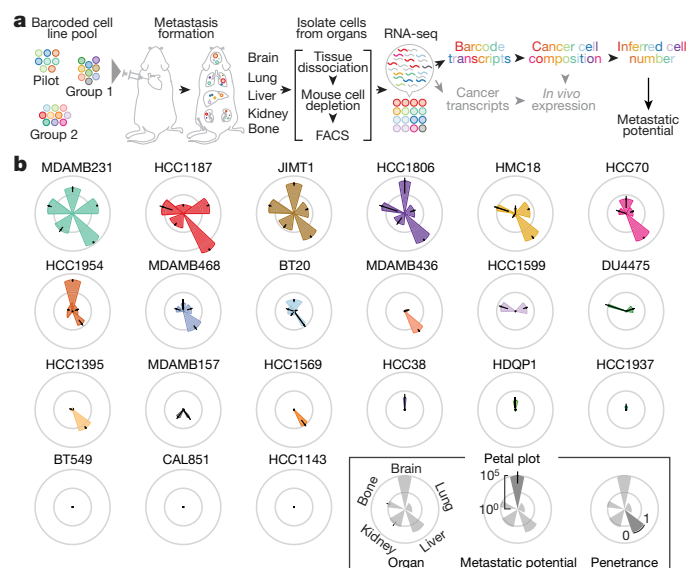 a
Barcoded cell
line pool
Pilot
Group 1
Group 2
Metastasis
formation
Brain
Lung
Liver
Kidney
Bone
Isolate cells
from organs
Tissue
dissociation
Mouse cell
depletion
FACS
RNA-seq
Barcode
transcripts
Cancer cell
composition
Inferred cell
number
Cancer
transcripts
In vivo
expression
Metastatic
potential
b
MDAMB231 HCC1187 JIMT1 HCC1806 HMC18 HCC70
HCC1954 MDAMB468 BT20 MDAMB436 HCC1599 DU4475
HCC1395 MDAMB157 HCC1569 HCC38 HDQP1 HCC1937
BT549 CAL851 HCC1143
Petal plot
Brain
Bone
Lung
Kidney
Liver
Organ
10⁵
10⁰
Metastatic potential
0
1
Penetrance